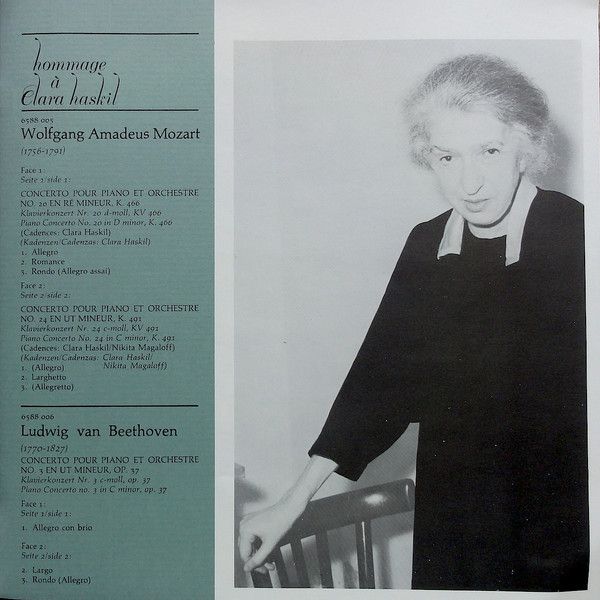 hommage
à
Clara haskil
6588 005
Wolfgang Amadeus Mozart
(1756-1791)
Face 1:
Seite 1/side 1:
CONCERTO POUR PIANO ET ORCHESTRE
NO. 20 EN RÉ MINEUR, K. 466
Klavierkonzert Nr. 20 d-moll, KV 466
Piano Concerto No. 20 in D minor, K. 466
(Cadences: Clara Haskil)
(Kadenzen/Cadenzas: Clara Haskil)
1. Allegro
2. Romance
3. Rondo (Allegro assai)
Face 2:
Seite 2/side 2:
CONCERTO POUR PIANO ET ORCHESTRE
NO. 24 EN UT MINEUR, K. 491
Klavierkonzert Nr. 24 c-moll, KV 491
Piano Concerto No. 24 in C minor, K. 491
(Cadences: Clara Haskil/Nikita Magaloff)
(Kadenzen/Cadenzas: Clara Haskil/
Nikita Magaloff)
1. (Allegro)
2. Larghetto
3. (Allegretto)
6588 006
Ludwig van Beethoven
(1770-1827)
CONCERTO POUR PIANO ET ORCHESTRE
NO. 3 EN UT MINEUR, OP. 37
Klavierkonzert Nr. 3 c-moll, op. 37
Piano Concerto no. 3 in C minor, op. 37
Face 1:
Seite 1/side 1:
1. Allegro con brio
Face 2:
Seite 2/side 2:
2. Largo
3. Rondo (Allegro)